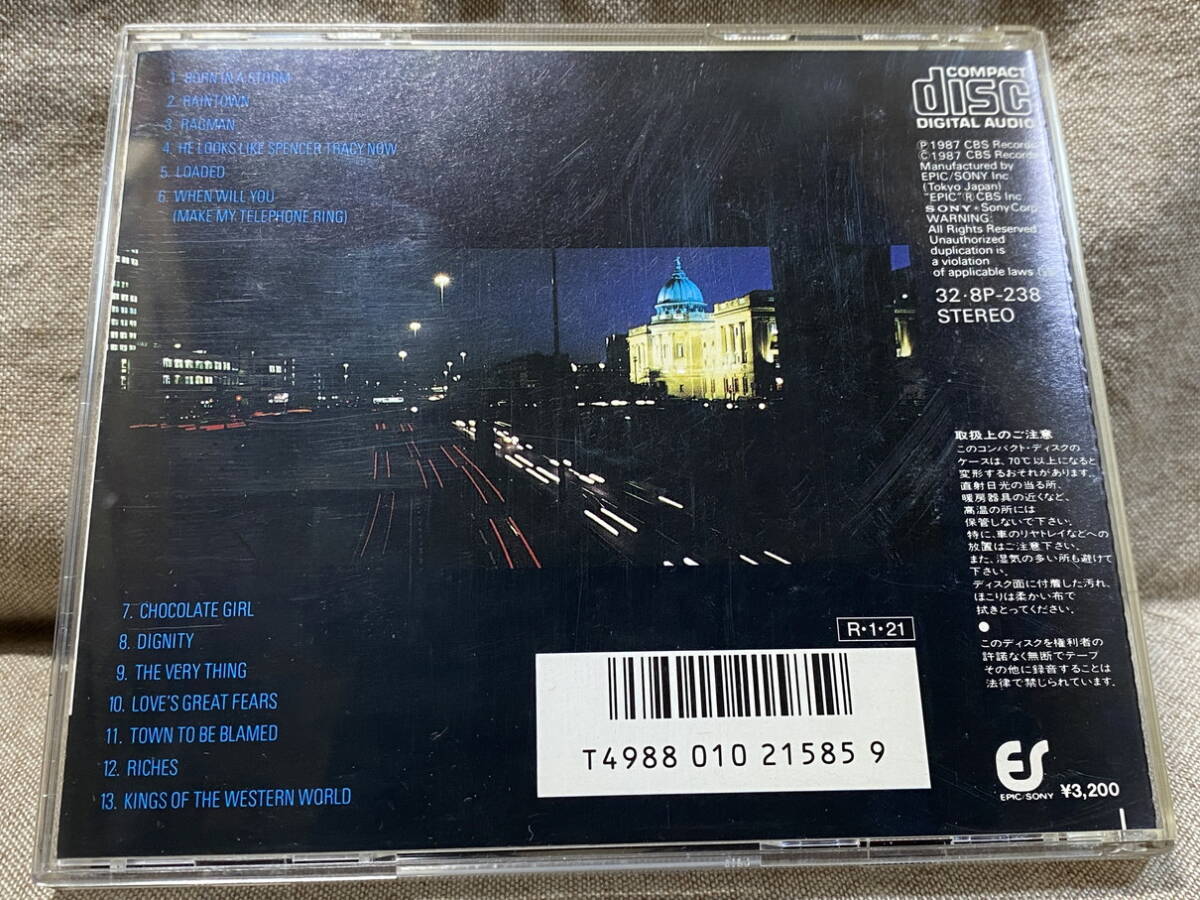 1. BORN IN A STORM
2. RAINTOWN
3. RAGMAN
4. HE LOOKS LIKE SPENCER TRACY NOW
5. LOADED
6. WHEN WILL YOU
(MAKE MY TELEPHONE RING)
COMPACT
disc
DIGITAL AUDIO
Ⓟ1987 CBS Records
Ⓒ1987 CBS Records
Manufactured by
EPIC/SONY Inc.
(Tokyo Japan)
"EPIC"ⓇCBS Inc.
SONY®Sony Corp.
WARNING:
All Rights Reserved.
Unauthorized
duplication is
a violation
of applicable laws
32・8P-238
STEREO
取扱上のご注意
このコンパクト・ディスクの
ケースは、70℃以上になると
変形するおそれがあります。
直射日光の当る所、
暖房器具の近くなど、
高温の所には
保管しないで下さい。
特に、車のリヤトレイなどへの
放置はご注意下さい。
また、湿気の多い所も避けて
下さい。
ディスク面に付着した汚れ、
ほこりは柔かい布で
拭きとってください。
●
このディスクを権利者の
許諾なく無断でテープ
その他に録音することは
法律で禁じられています。
7. CHOCOLATE GIRL
8. DIGNITY
9. THE VERY THING
10. LOVE'S GREAT FEARS
11. TOWN TO BE BLAMED
12. RICHES
13. KINGS OF THE WESTERN WORLD
R・1・21
T4988 010 21585 9
ES
EPIC/SONY
¥3,200